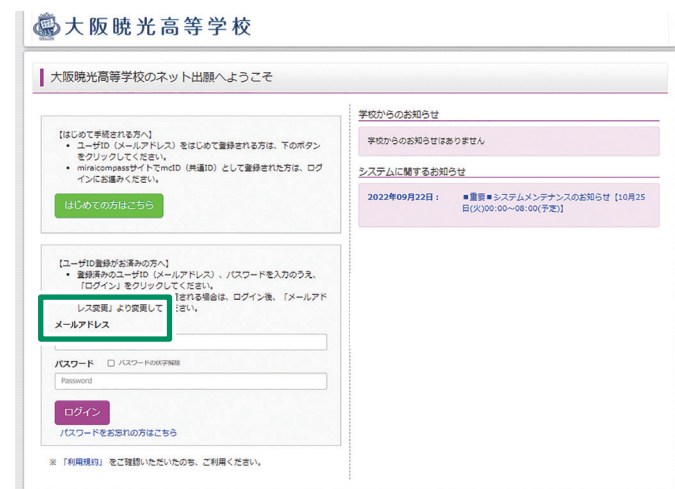 大阪暁光高等学校
大阪暁光高等学校のネット出願へようこそ
【はじめて手続される方へ】
• ユーザID（メールアドレス）をはじめて登録される方は、下のボタン
をクリックしてください。
• miraicompassサイトでmcID（共通ID）として登録された方は、ログ
インにお進みください。
はじめての方はこちら
【ユーザID登録がお済みの方へ】
• 登録済みのユーザID（メールアドレス）、パスワードを入力のうえ、
「ログイン」をクリックしてください。
される場合は、ログイン後、「メールアド
レス変更」より変更して
さい。
メールアドレス
パスワード □ パスワードの伏字解除
Password
ログイン
パスワードをお忘れの方はこちら
※ 「利用規約」 をご確認いただいたのち、ご利用ください。
学校からのお知らせ
学校からのお知らせはありません
システムに関するお知らせ
2022年09月22日： ■重要■システムメンテナンスのお知らせ【10月25
日(火)00:00～08:00(予定)】